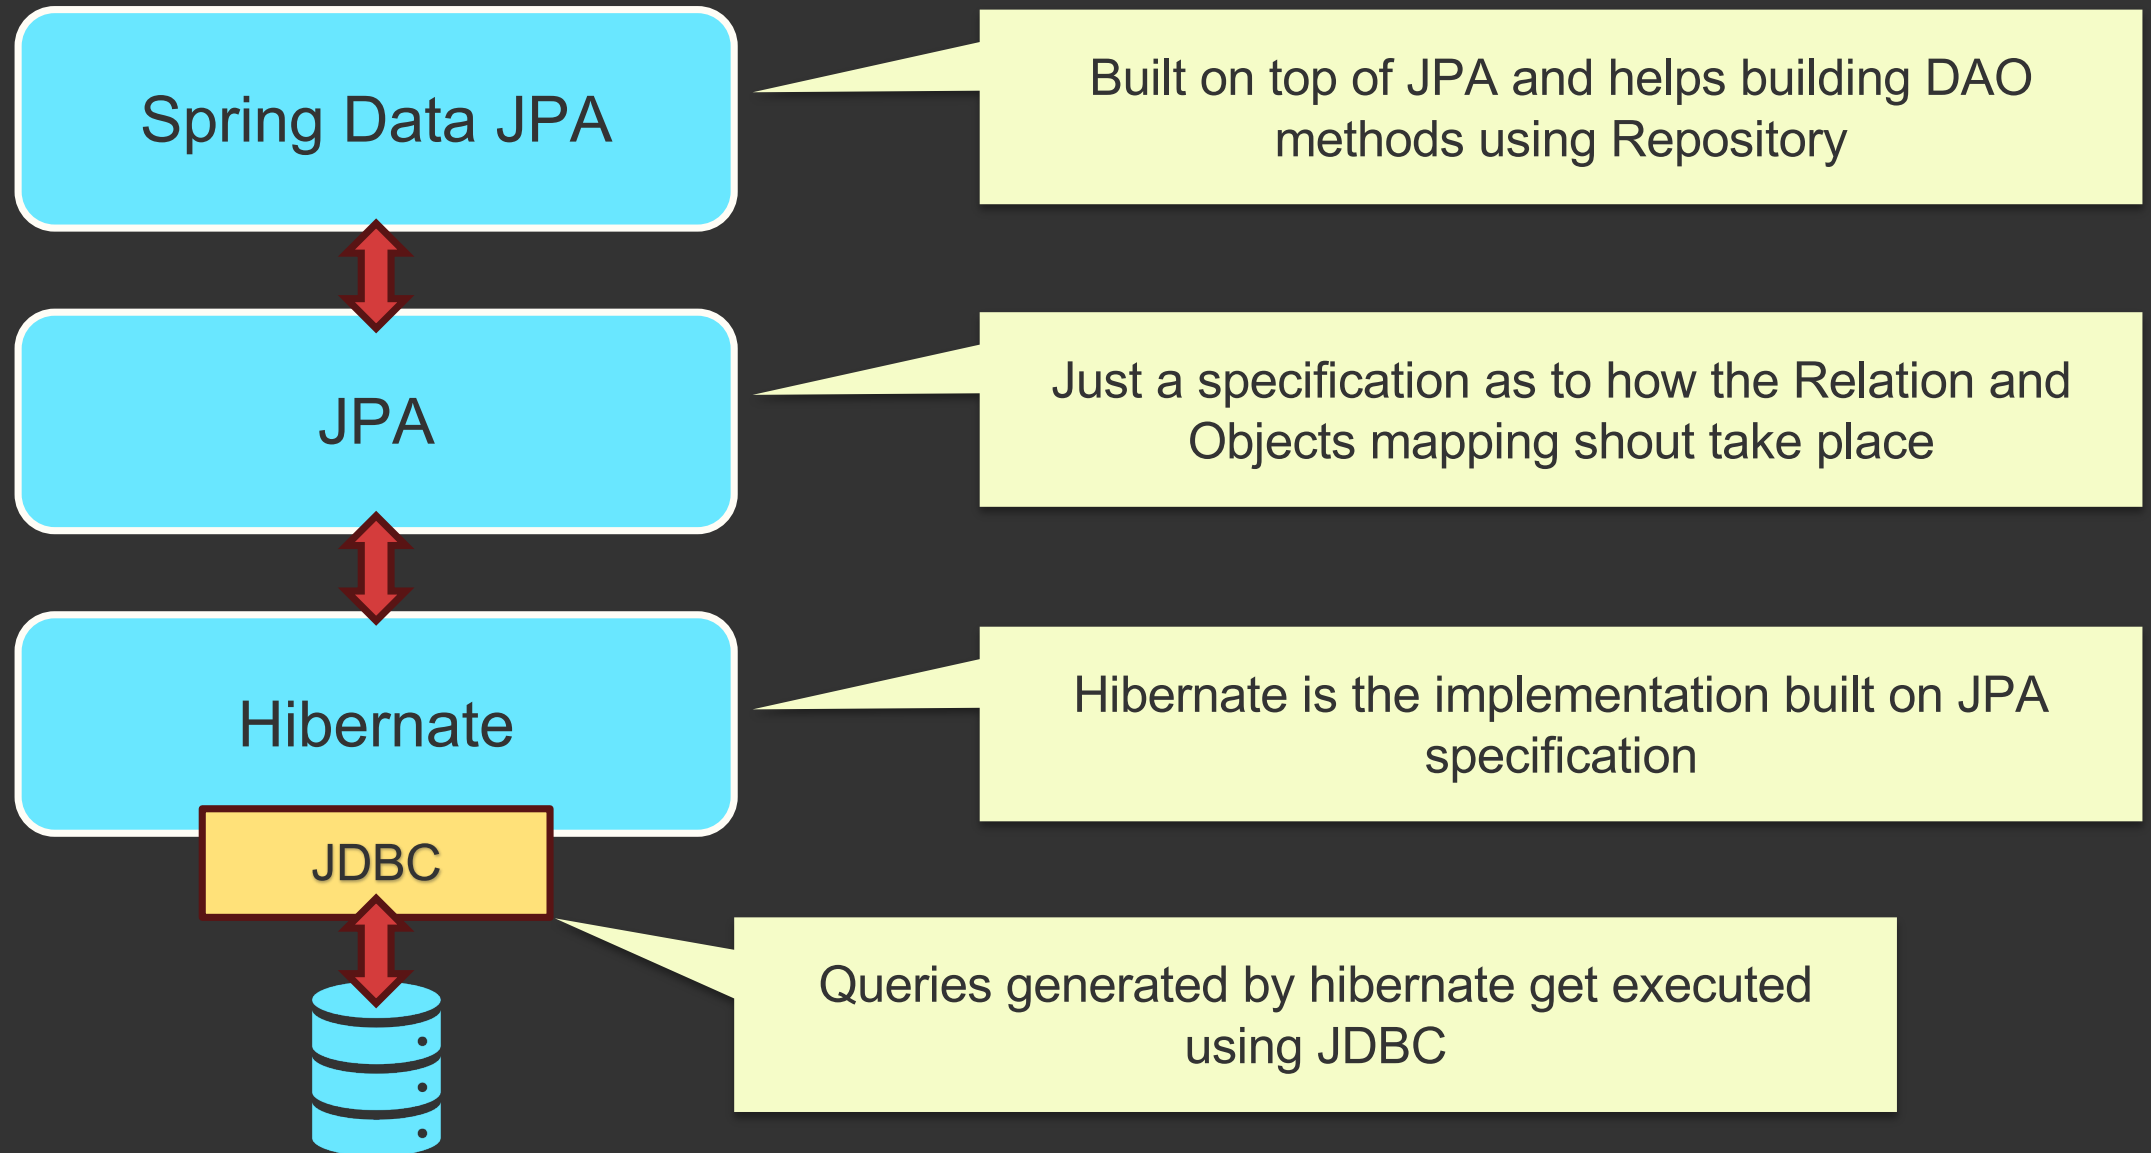 Spring Data JPA
Built on top of JPA and helps building DAO
methods using Repository
JPA
Just a specification as to how the Relation and
Objects mapping shout take place
Hibernate
Hibernate is the implementation built on JPA
specification
JDBC
Queries generated by hibernate get executed
using JDBC